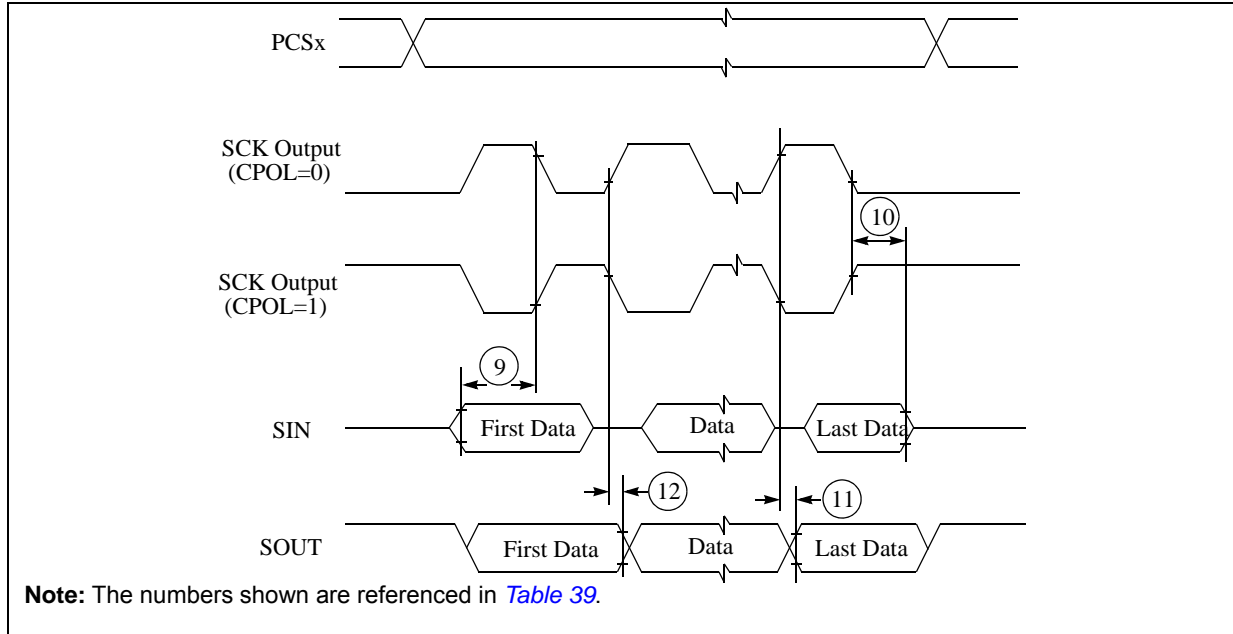 PCSx
SCK Output
(CPOL=0)
10
SCK Output
(CPOL=1)
9
SIN
First Data
Data
Last Data
12
11
SOUT
First Data
Data
Last Data
Note: The numbers shown are referenced in Table 39.